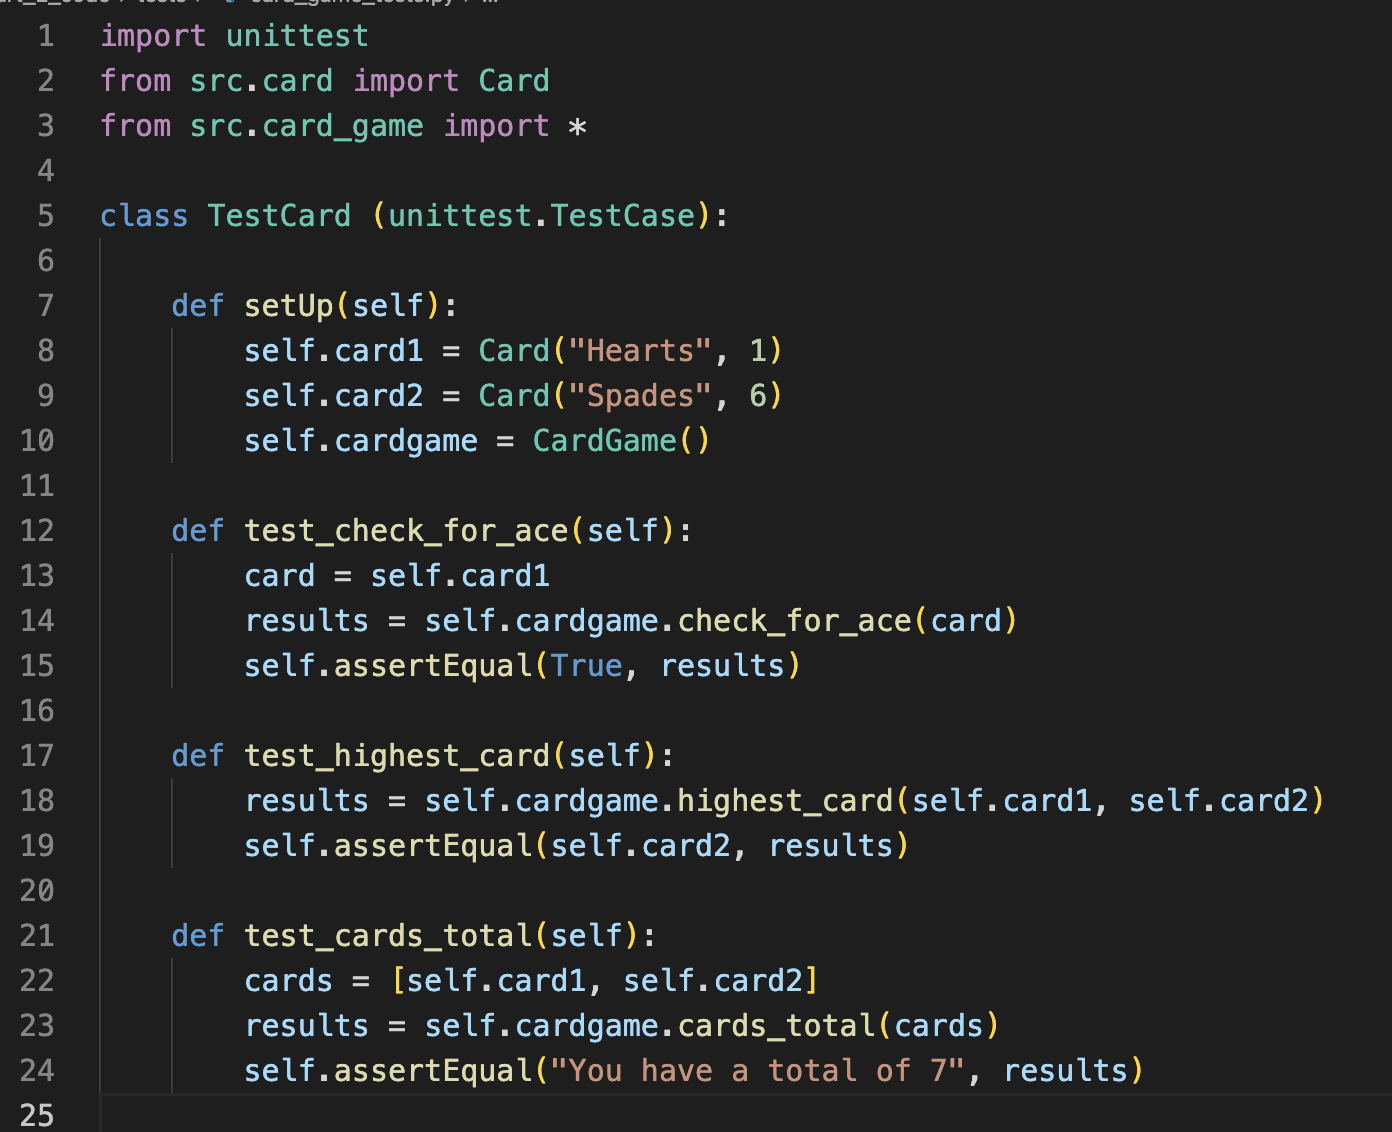 1 import unittest
2 from src.card import Card
3 from src.card_game import *
4
5 class TestCard (unittest.TestCase):
6
7     def setUp(self):
8         self.card1 = Card("Hearts", 1)
9         self.card2 = Card("Spades", 6)
10         self.cardgame = CardGame()
11
12     def test_check_for_ace(self):
13         card = self.card1
14         results = self.cardgame.check_for_ace(card)
15         self.assertEqual(True, results)
16
17     def test_highest_card(self):
18         results = self.cardgame.highest_card(self.card1, self.card2)
19         self.assertEqual(self.card2, results)
20
21     def test_cards_total(self):
22         cards = [self.card1, self.card2]
23         results = self.cardgame.cards_total(cards)
24         self.assertEqual("You have a total of 7", results)
25